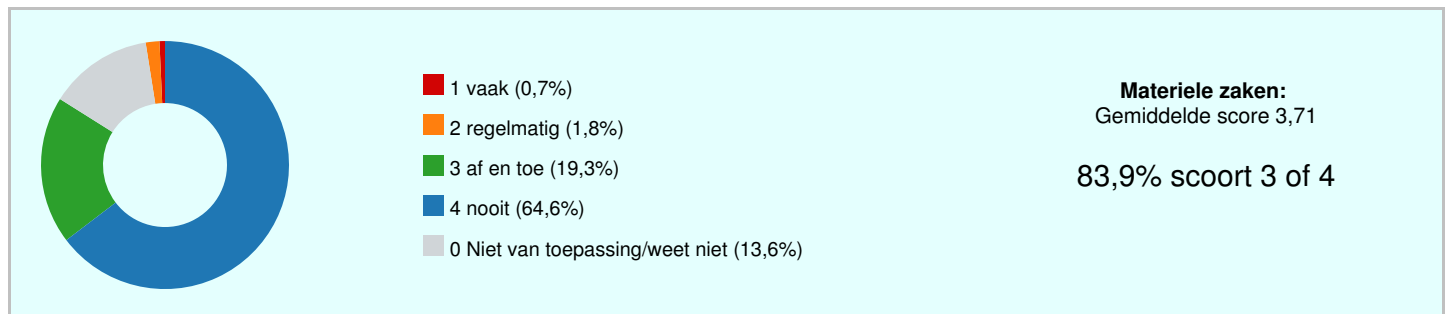 1 vaak (0,7%)
2 regelmatig (1,8%)
3 af en toe (19,3%)
4 nooit (64,6%)
0 Niet van toepassing/weet niet (13,6%)
Materiele zaken:
Gemiddelde score 3,71
83,9% scoort 3 of 4